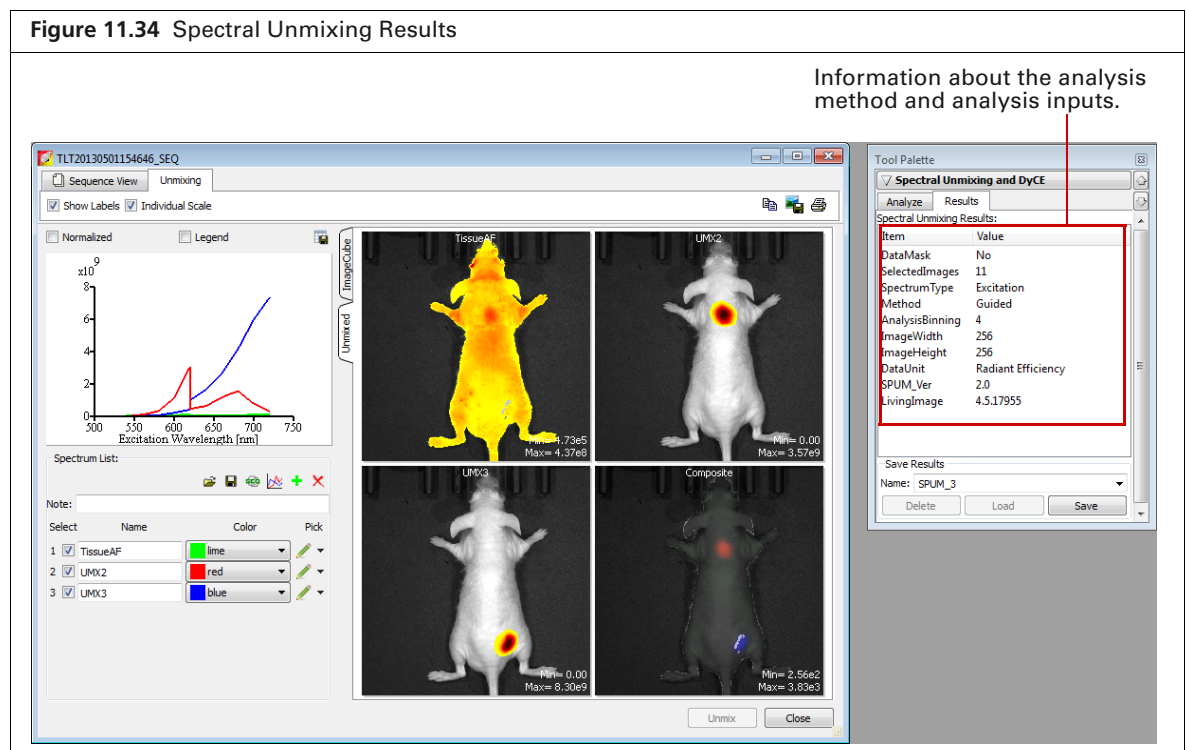 Figure 11.34 Spectral Unmixing Results
Information about the analysis
method and analysis inputs.
TLT20130501154646_SEQ
Sequence View Unmixing
Show Labels Individual Scale
Normalized Legend
x10
9
8
6
4
2
0
500 550 600 650 700 750
Excitation Wavelength [nm]
Spectrum List:
SEQ
Note:
Select Name Color Pick
1 TissueAF lime
2 UMX2 red
3 UMX3 blue
ImageCube
Unmixed
TissueAF
Min= 4.73e5
Max= 4.37e8
UMX2
Min= 0.00
Max= 3.57e9
UMX3
Min= 0.00
Max= 8.30e9
Composite
Min= 2.56e2
Max= 3.83e3
Unmix Close
Tool Palette
Spectral Unmixing and DyCE
Analyze Results
Spectral Unmixing Results:
Item Value
DataMask No
SelectedImages 11
SpectrumType Excitation
Method Guided
AnalysisBinning 4
ImageWidth 256
ImageHeight 256
DataUnit Radiant Efficiency
SPUM_Ver 2.0
LivingImage 4.5.17955
Save Results
Name: SPUM_3
Delete Load Save